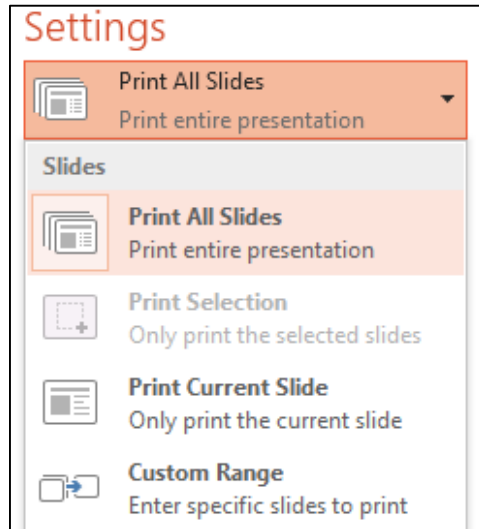 Settings
Print All Slides
Print entire presentation
Slides
Print All Slides
Print entire presentation
Print Selection
Only print the selected slides
Print Current Slide
Only print the current slide
Custom Range
Enter specific slides to print